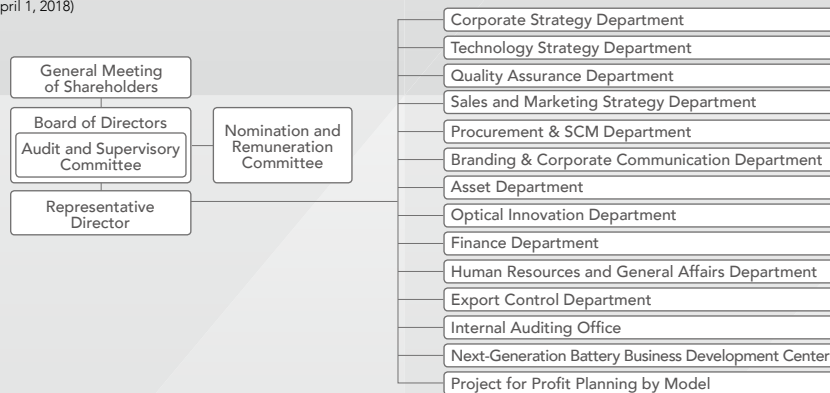 pril 1, 2018)
General Meeting
of Shareholders
Board of Directors
Audit and Supervisory
Committee
Nomination and
Remuneration
Committee
Representative
Director
Corporate Strategy Department
Technology Strategy Department
Quality Assurance Department
Sales and Marketing Strategy Department
Procurement & SCM Department
Branding & Corporate Communication Department
Asset Department
Optical Innovation Department
Finance Department
Human Resources and General Affairs Department
Export Control Department
Internal Auditing Office
Next-Generation Battery Business Development Center
Project for Profit Planning by Model